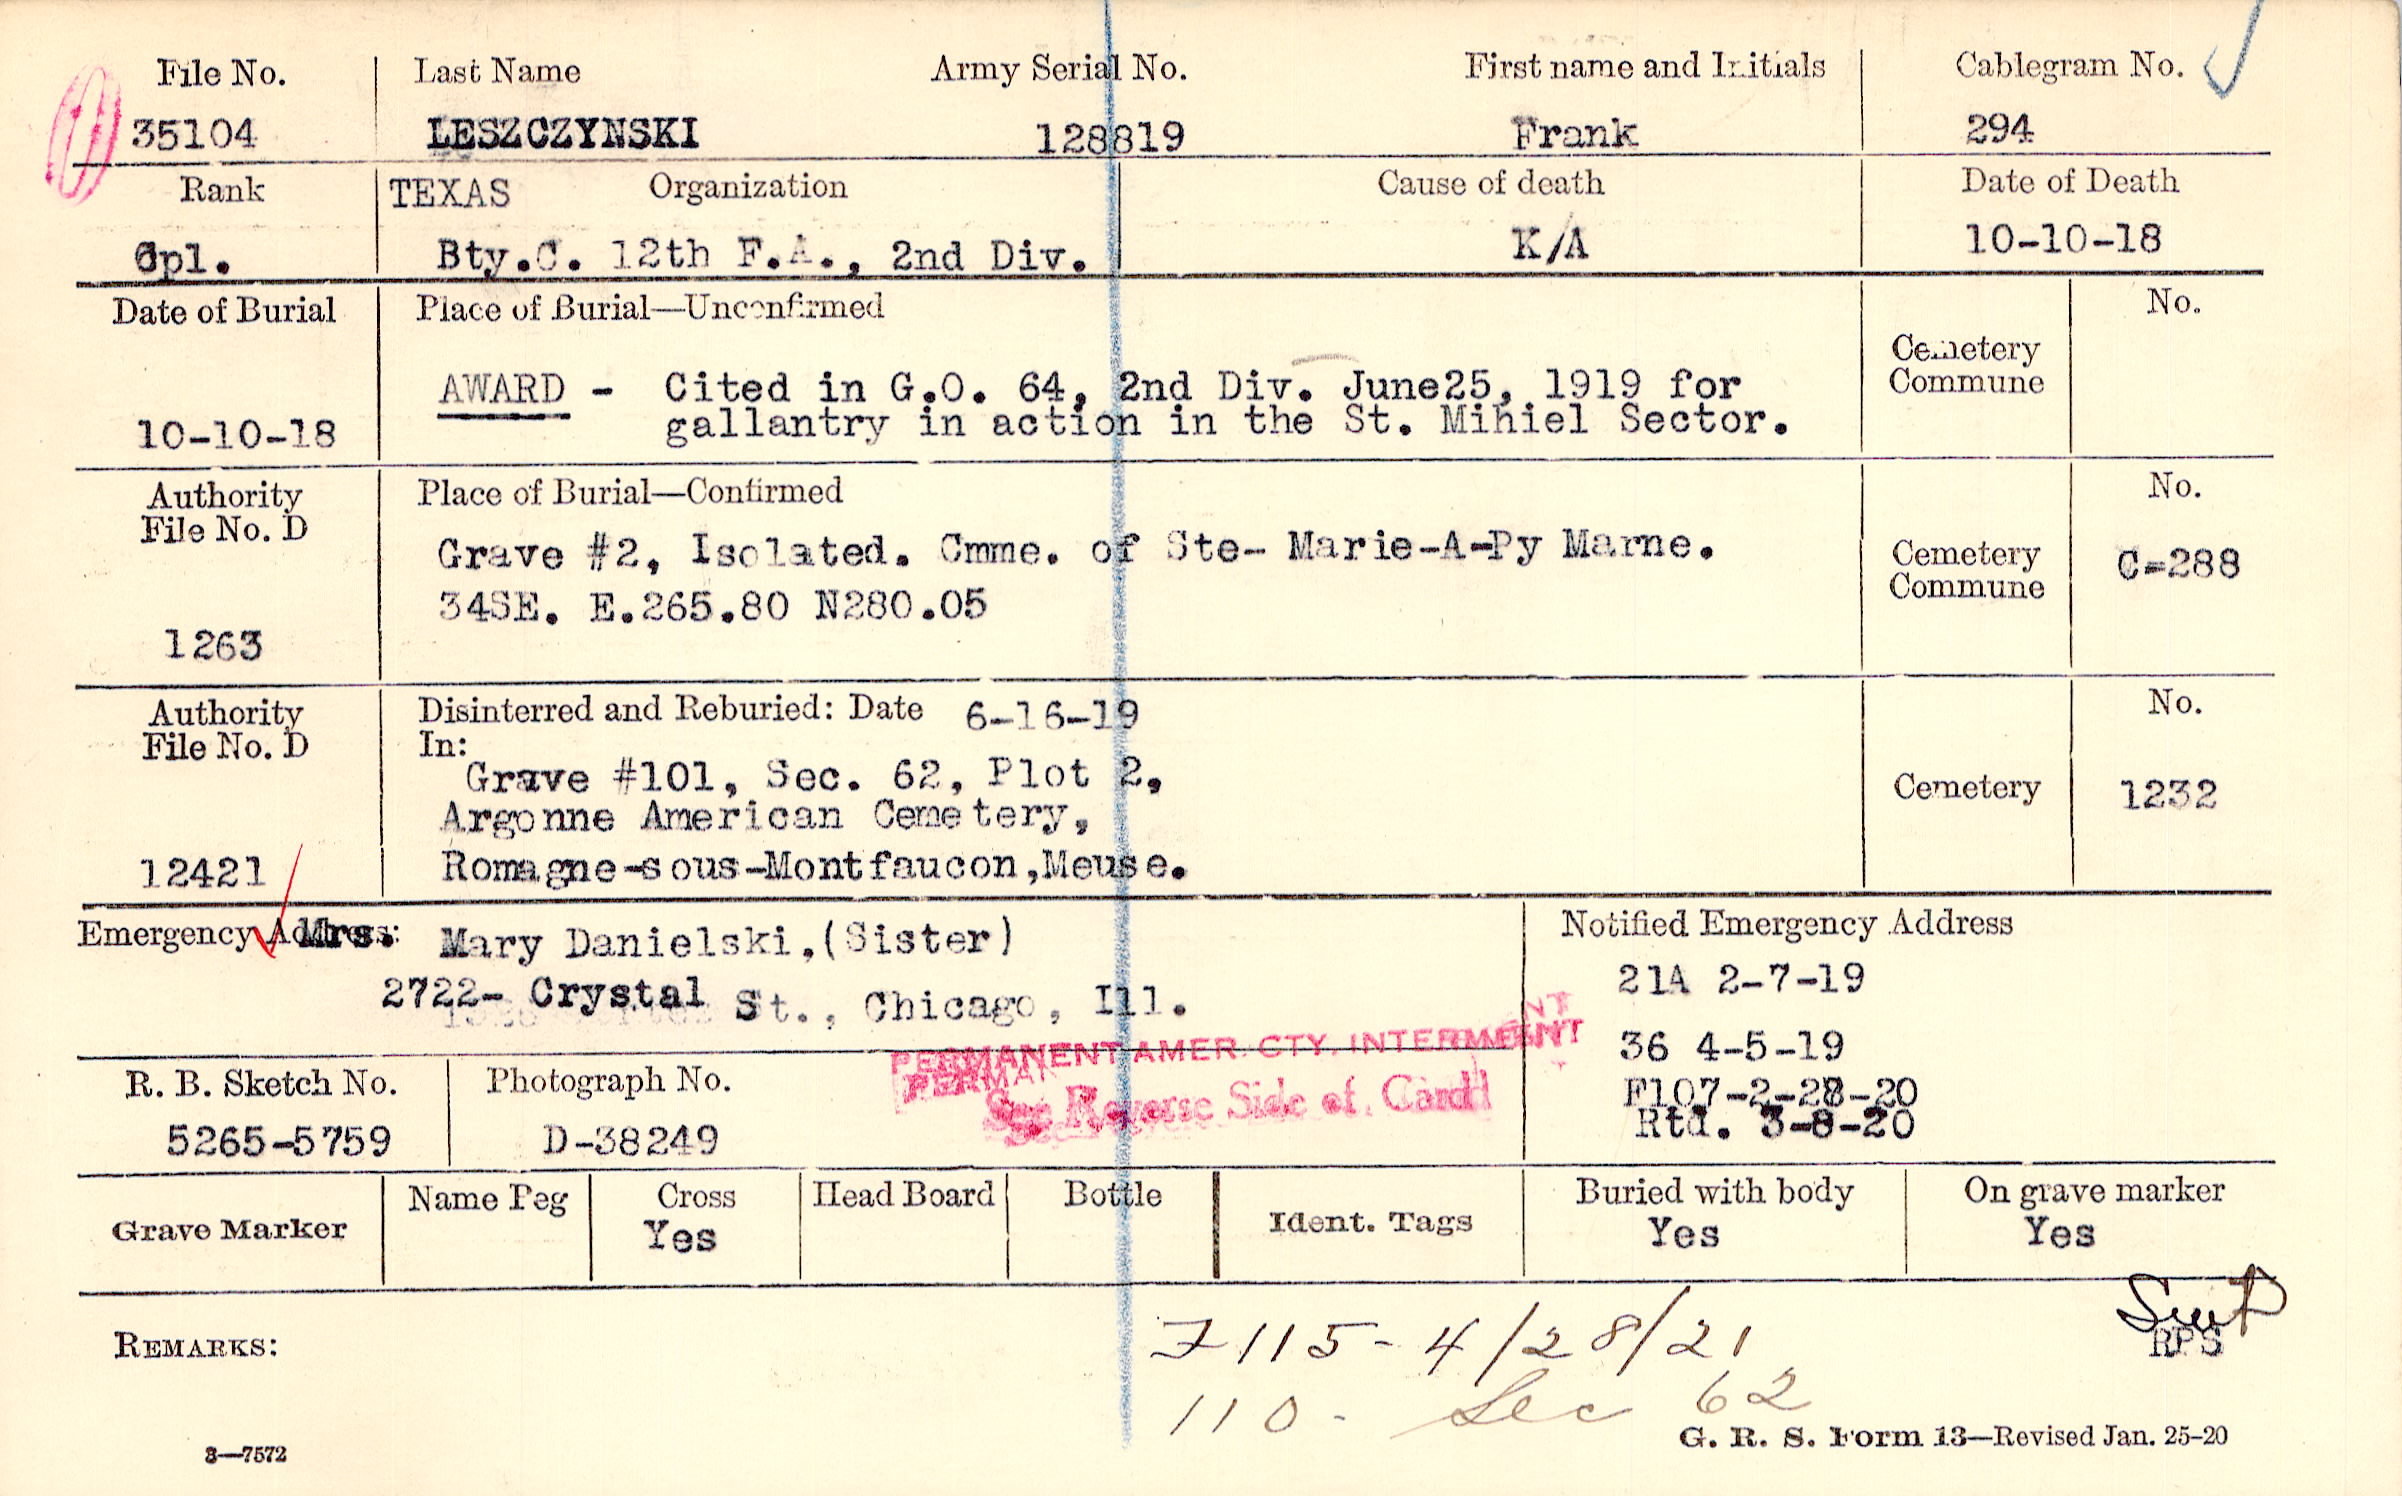 File No. Last Name Army Serial No. First name and Initials Cablegram No.
35104 LESZCZYNSKI 128819 Frank 294
Rank TEXAS Organization Cause of death Date of Death
Cpl. Bty.C. 12th F.A., 2nd Div. K/A 10-10-18
Date of Burial Place of Burial—Unconfirmed No.
Cemetery
Commune
AWARD - Cited in G.O. 64, 2nd Div. June25, 1919 for
gallantry in action in the St. Mihiel Sector.
10-10-18
Authority Place of Burial—Confirmed No.
File No. D
Grave #2, Isolated. Cmme. of Ste- Marie-A-Py Marne.
Cemetery
Commune C-288
34SE. E.265.80 N280.05
1263
Authority Disinterred and Reburied: Date 6-16-19 No.
File No. D In:
Grave #101, Sec. 62, Plot 2,
Cemetery 1232
Argonne American Cemetery,
12421 Romagne-sous-Montfaucon,Meuse.
Emergency Address: Mrs. Mary Danielski,(Sister) Notified Emergency Address
2722- Crystal St., Chicago, Ill. 21A 2-7-19
36 4-5-19
F107-2-28-20
Rtd. 3-8-20
PERMANENT AMER. CTY. INTERMENT
See Reverse Side of Card
R. B. Sketch No. Photograph No.
5265-5759 D-38249
Grave Marker Name Peg Cross Head Board Bottle Ident. Tags Buried with body On grave marker
Yes Yes Yes
RPS
REMARKS: F115- 4/28/21
110- Sec 62
3—7572 G. R. S. Form 13—Revised Jan. 25-20